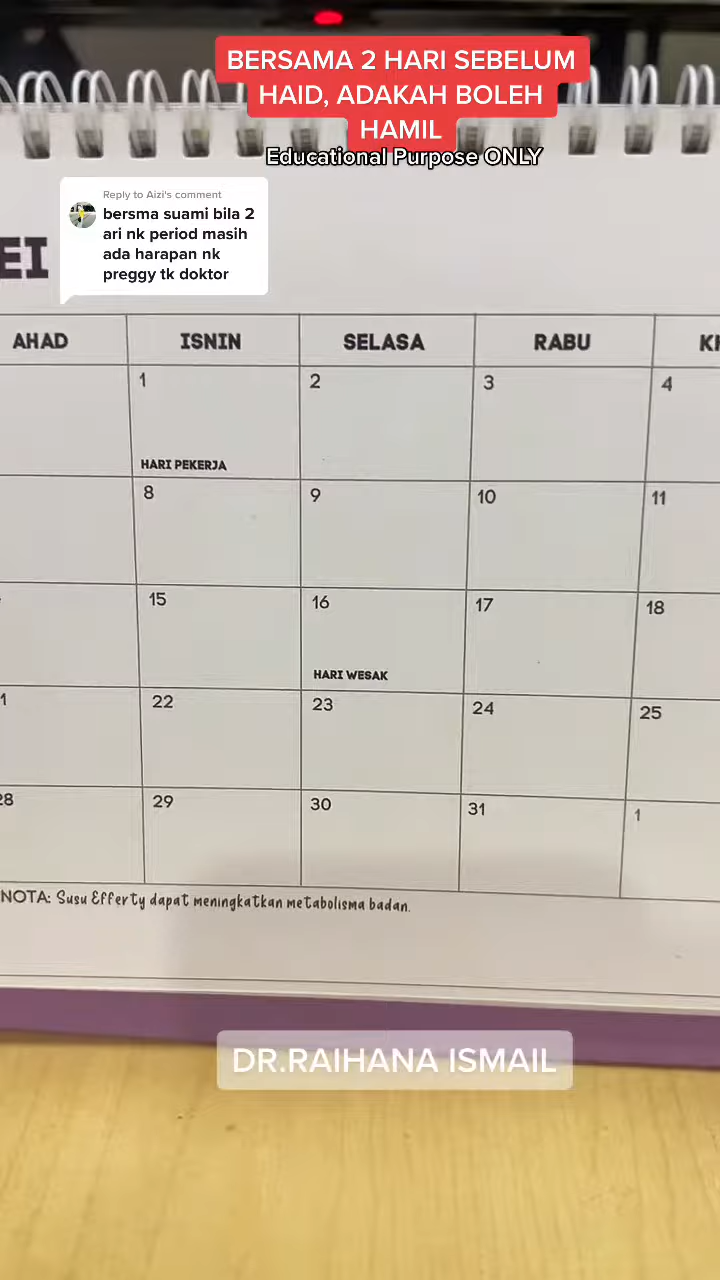 BERSAMA 2 HARI SEBELUM
HAID, ADAKAH BOLEH
HAMIL
Educational Purpose ONLY
Reply to Aizi's comment
bersma suami bila 2
ari nk period masih
ada harapan nk
preggy tk doktor
EI
AHAD ISNIN SELASA RABU
1 2 3 4
HARI PEKERJA
8 9 10 11
15 16 17 18
HARI WESAK
22 23 24 25
28 29 30 31 1
NOTA: Susu Efferty dapat meningkatkan metabolisma badan.
DR.RAIHANA ISMAIL